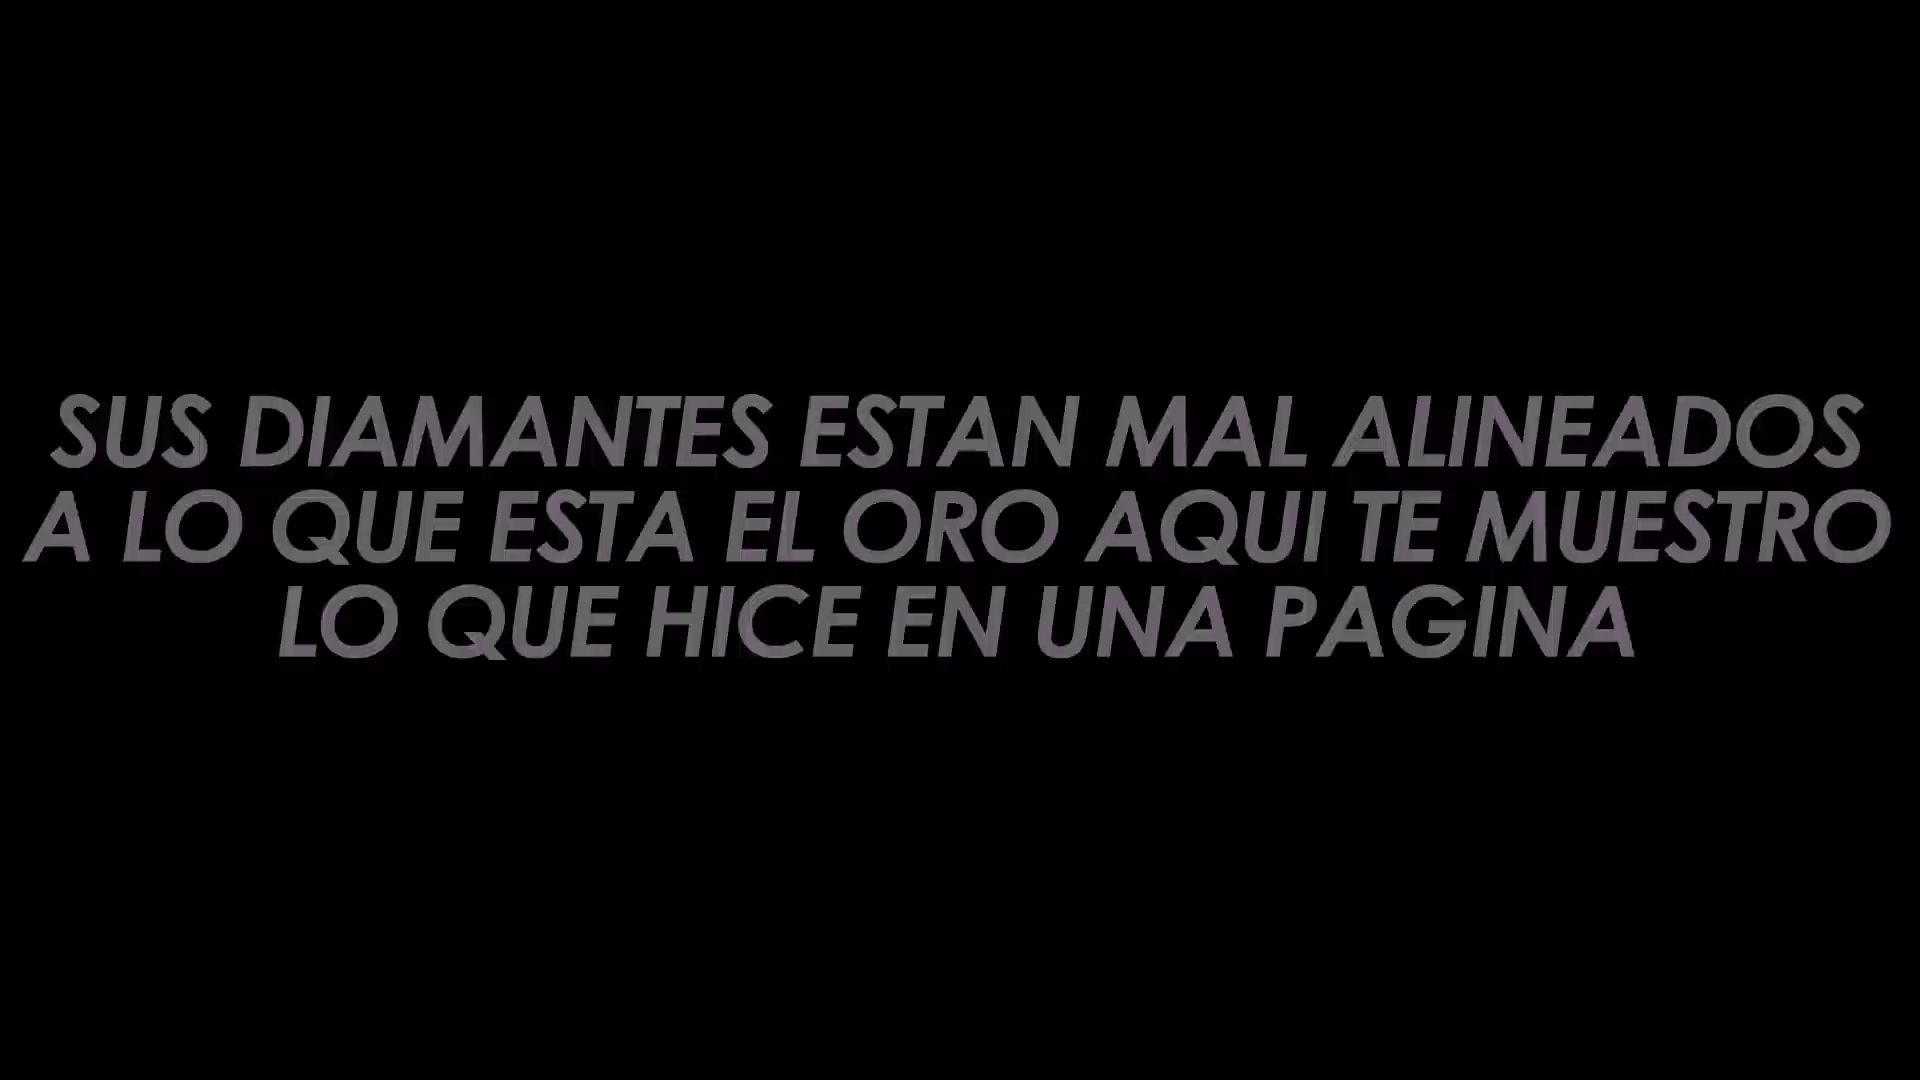 SUS DIAMANTES ESTAN MAL ALINEADOS
A LO QUE ESTA EL ORO AQUI TE MUESTRO
LO QUE HICE EN UNA PAGINA